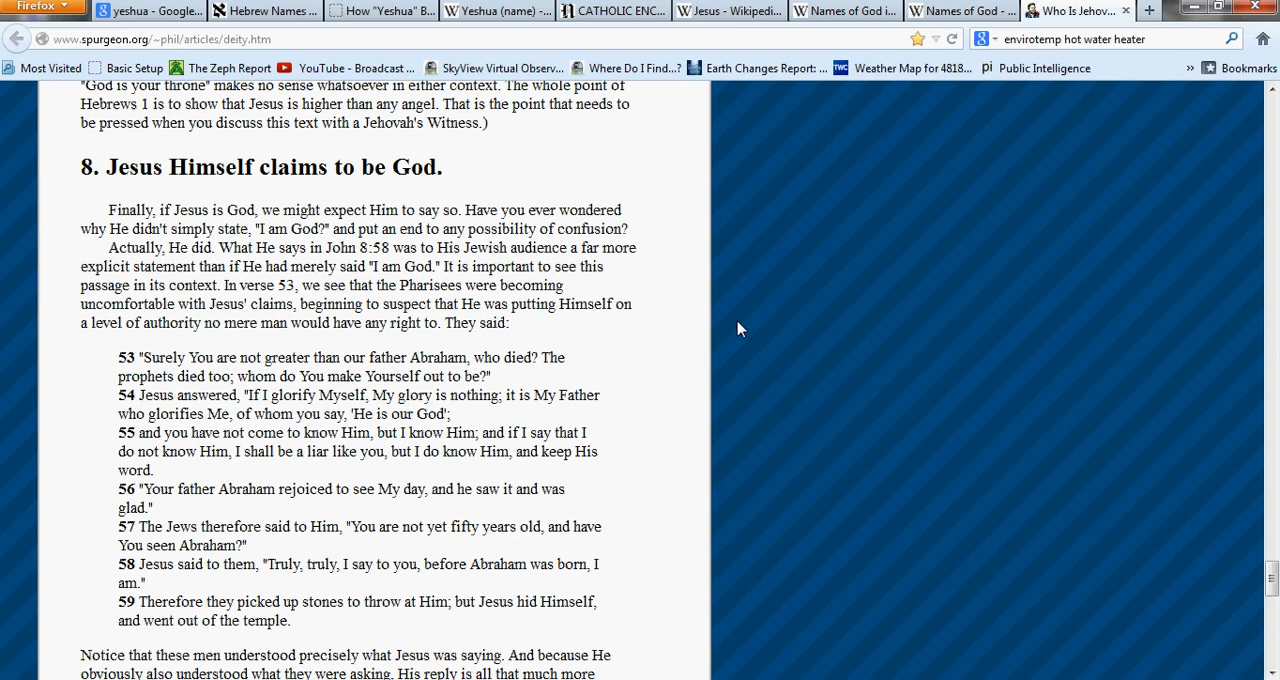 Firefox
yeshua - Google...
Hebrew Names ...
How "Yeshua" B...
Yeshua (name) -...
CATHOLIC ENC...
Jesus - Wikipedi...
Names of God i...
Names of God - ...
Who Is Jehov...
www.spurgeon.org/~phil/articles/deity.htm
envirotemp hot water heater
Most Visited
Basic Setup
The Zeph Report
YouTube - Broadcast ...
SkyView Virtual Observ...
Where Do I Find...?
Earth Changes Report: ...
TWC
Weather Map for 4818...
pi Public Intelligence
»
Bookmarks
"God is your throne" makes no sense whatsoever in either context. The whole point of
Hebrews 1 is to show that Jesus is higher than any angel. That is the point that needs to
be pressed when you discuss this text with a Jehovah's Witness.)
8. Jesus Himself claims to be God.
Finally, if Jesus is God, we might expect Him to say so. Have you ever wondered
why He didn't simply state, "I am God?" and put an end to any possibility of confusion?
Actually, He did. What He says in John 8:58 was to His Jewish audience a far more
explicit statement than if He had merely said "I am God." It is important to see this
passage in its context. In verse 53, we see that the Pharisees were becoming
uncomfortable with Jesus' claims, beginning to suspect that He was putting Himself on
a level of authority no mere man would have any right to. They said:
53 "Surely You are not greater than our father Abraham, who died? The
prophets died too; whom do You make Yourself out to be?"
54 Jesus answered, "If I glorify Myself, My glory is nothing; it is My Father
who glorifies Me, of whom you say, 'He is our God';
55 and you have not come to know Him, but I know Him; and if I say that I
do not know Him, I shall be a liar like you, but I do know Him, and keep His
word.
56 "Your father Abraham rejoiced to see My day, and he saw it and was
glad."
57 The Jews therefore said to Him, "You are not yet fifty years old, and have
You seen Abraham?"
58 Jesus said to them, "Truly, truly, I say to you, before Abraham was born, I
am."
59 Therefore they picked up stones to throw at Him; but Jesus hid Himself,
and went out of the temple.
Notice that these men understood precisely what Jesus was saying. And because He
obviously also understood what they were asking, His reply is all that much more